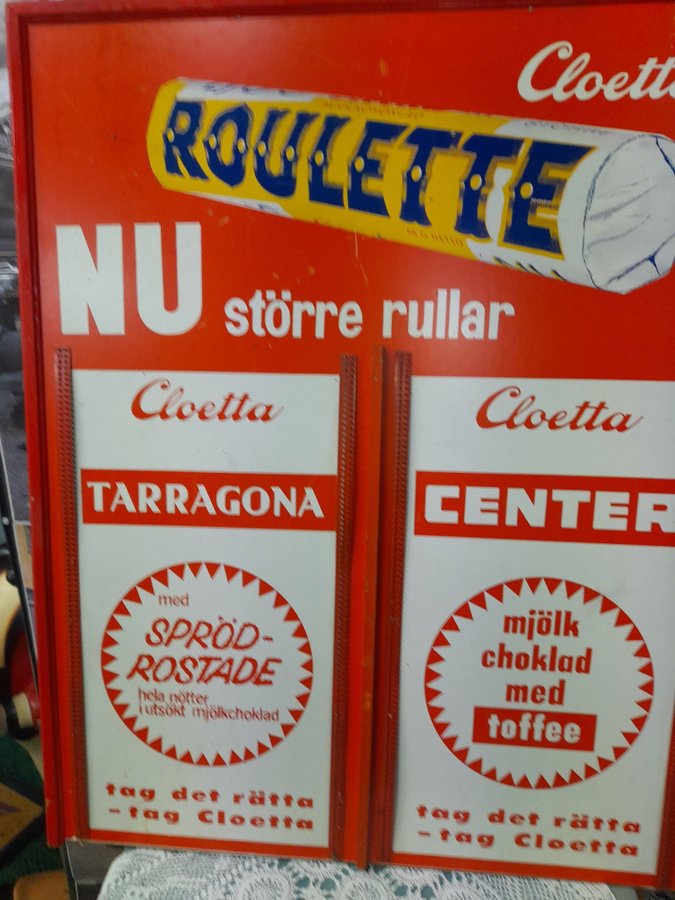 Cloetta
ROULETTE
NU större rullar
Cloetta
TARRAGONA
med
SPRÖD-
ROSTADE
hela nötter
i utsökt mjölkchoklad
tag det rätta
- tag Cloetta
Cloetta
CENTER
mjölk
choklad
med
toffee
tag det rätta
- tag Cloetta